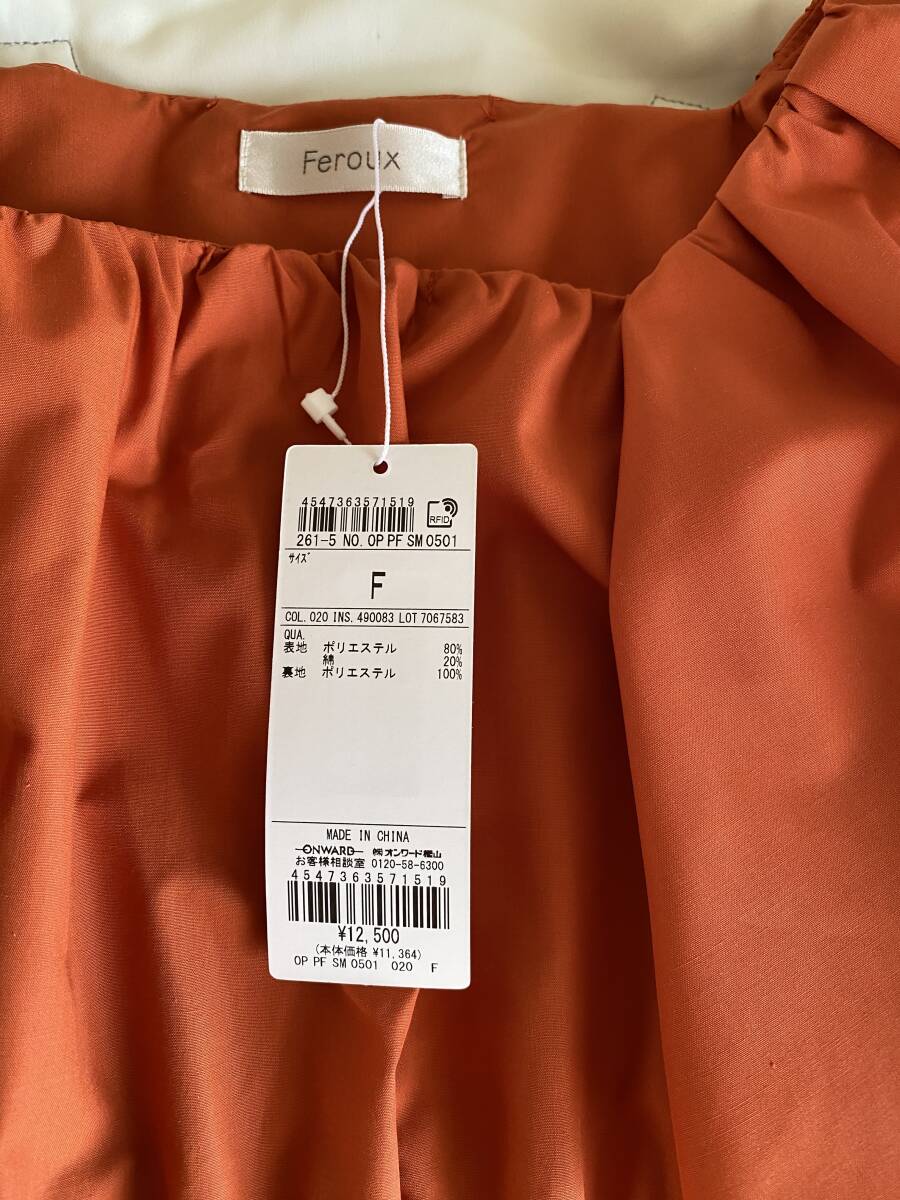 Feroux
4547363571519
RFID
261-5 NO. OP PF SM 0501
サイズ
F
COL. 020 INS. 490083 LOT 7067583
QUA.
表地 ポリエステル 80%
綿 20%
裏地 ポリエステル 100%
MADE IN CHINA
ONWARD ㈱オンワード樫山
お客様相談室 0120-58-6300
4547363571519
¥12,500
(本体価格 ¥11,364)
OP PF SM 0501 020 F